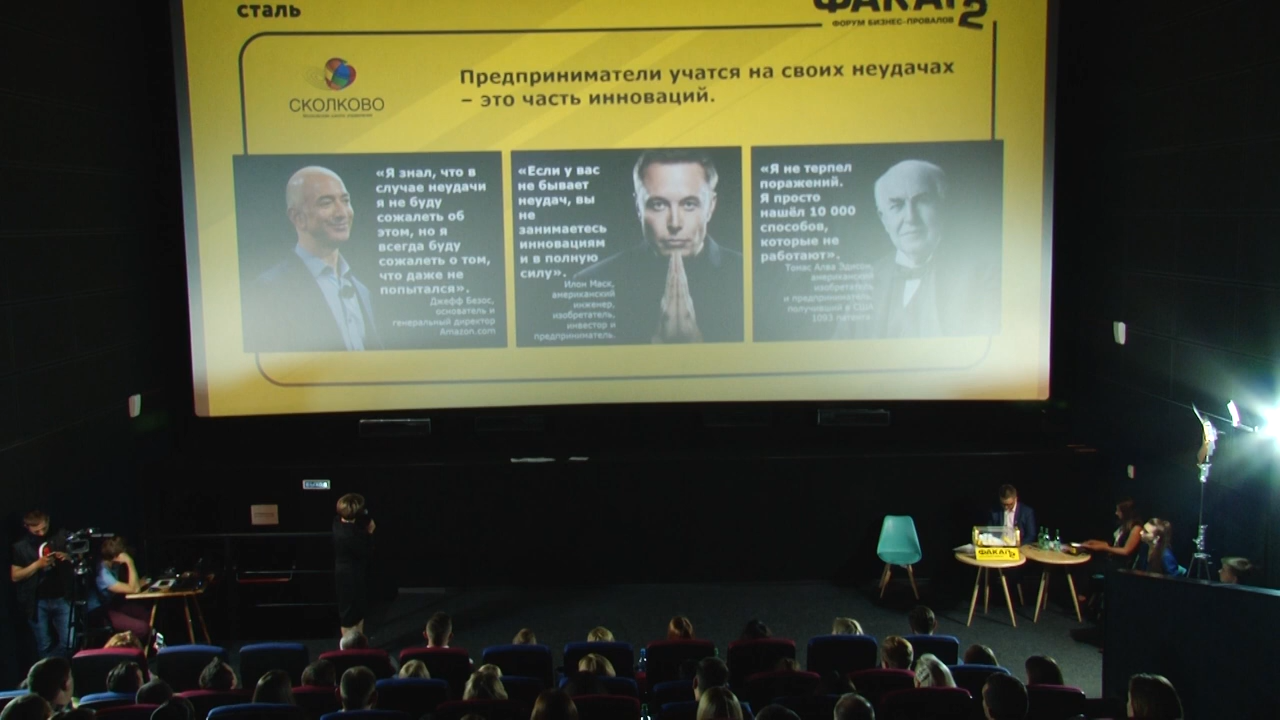 сталь
ФАКАП 2
ФОРУМ БИЗНЕС-ПРОВАЛОВ
СКОЛКОВО
Предприниматели учатся на своих неудачах
– это часть инноваций.
«Я знал, что в
случае неудачи
я не буду
сожалеть об
этом, но я
всегда буду
сожалеть о том,
что даже не
попытался».
Джефф Безос,
основатель и
генеральный директор
Amazon.com
«Если у вас
не бывает
неудач, вы
не
занимаетесь
инновациям
и в полную
силу».
Илон Маск,
американский
инженер,
изобретатель,
инвестор и
предприниматель.
«Я не терпел
поражений.
Я просто
нашёл 10 000
способов,
которые не
работают».
Томас Алва Эдисон,
американский
изобретатель
и предприниматель,
получивший в США
1093 патента.
ВЫХОД
ФАКАП 2